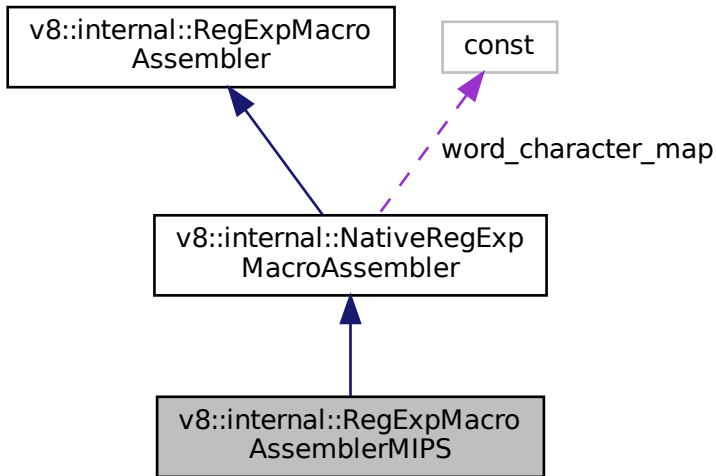 v8::internal::RegExpMacro
Assembler
const
word_character_map
v8::internal::NativeRegExp
MacroAssembler
v8::internal::RegExpMacro
AssemblerMIPS